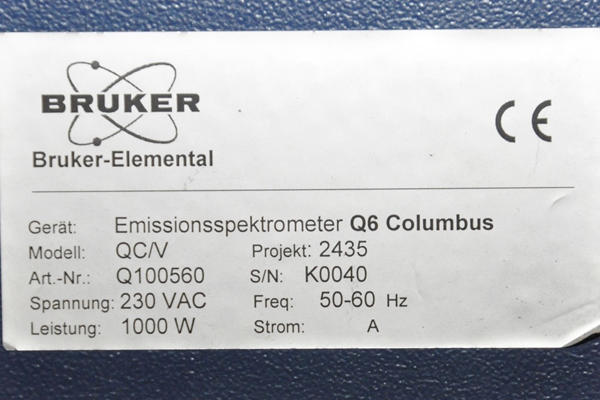 BRUKER
CE
Bruker-Elemental
Gerät: Emissionsspektrometer Q6 Columbus
Modell: QC/V Projekt: 2435
Art.-Nr.: Q100560 S/N: K0040
Spannung: 230 VAC Freq: 50-60 Hz
Leistung: 1000 W Strom: A